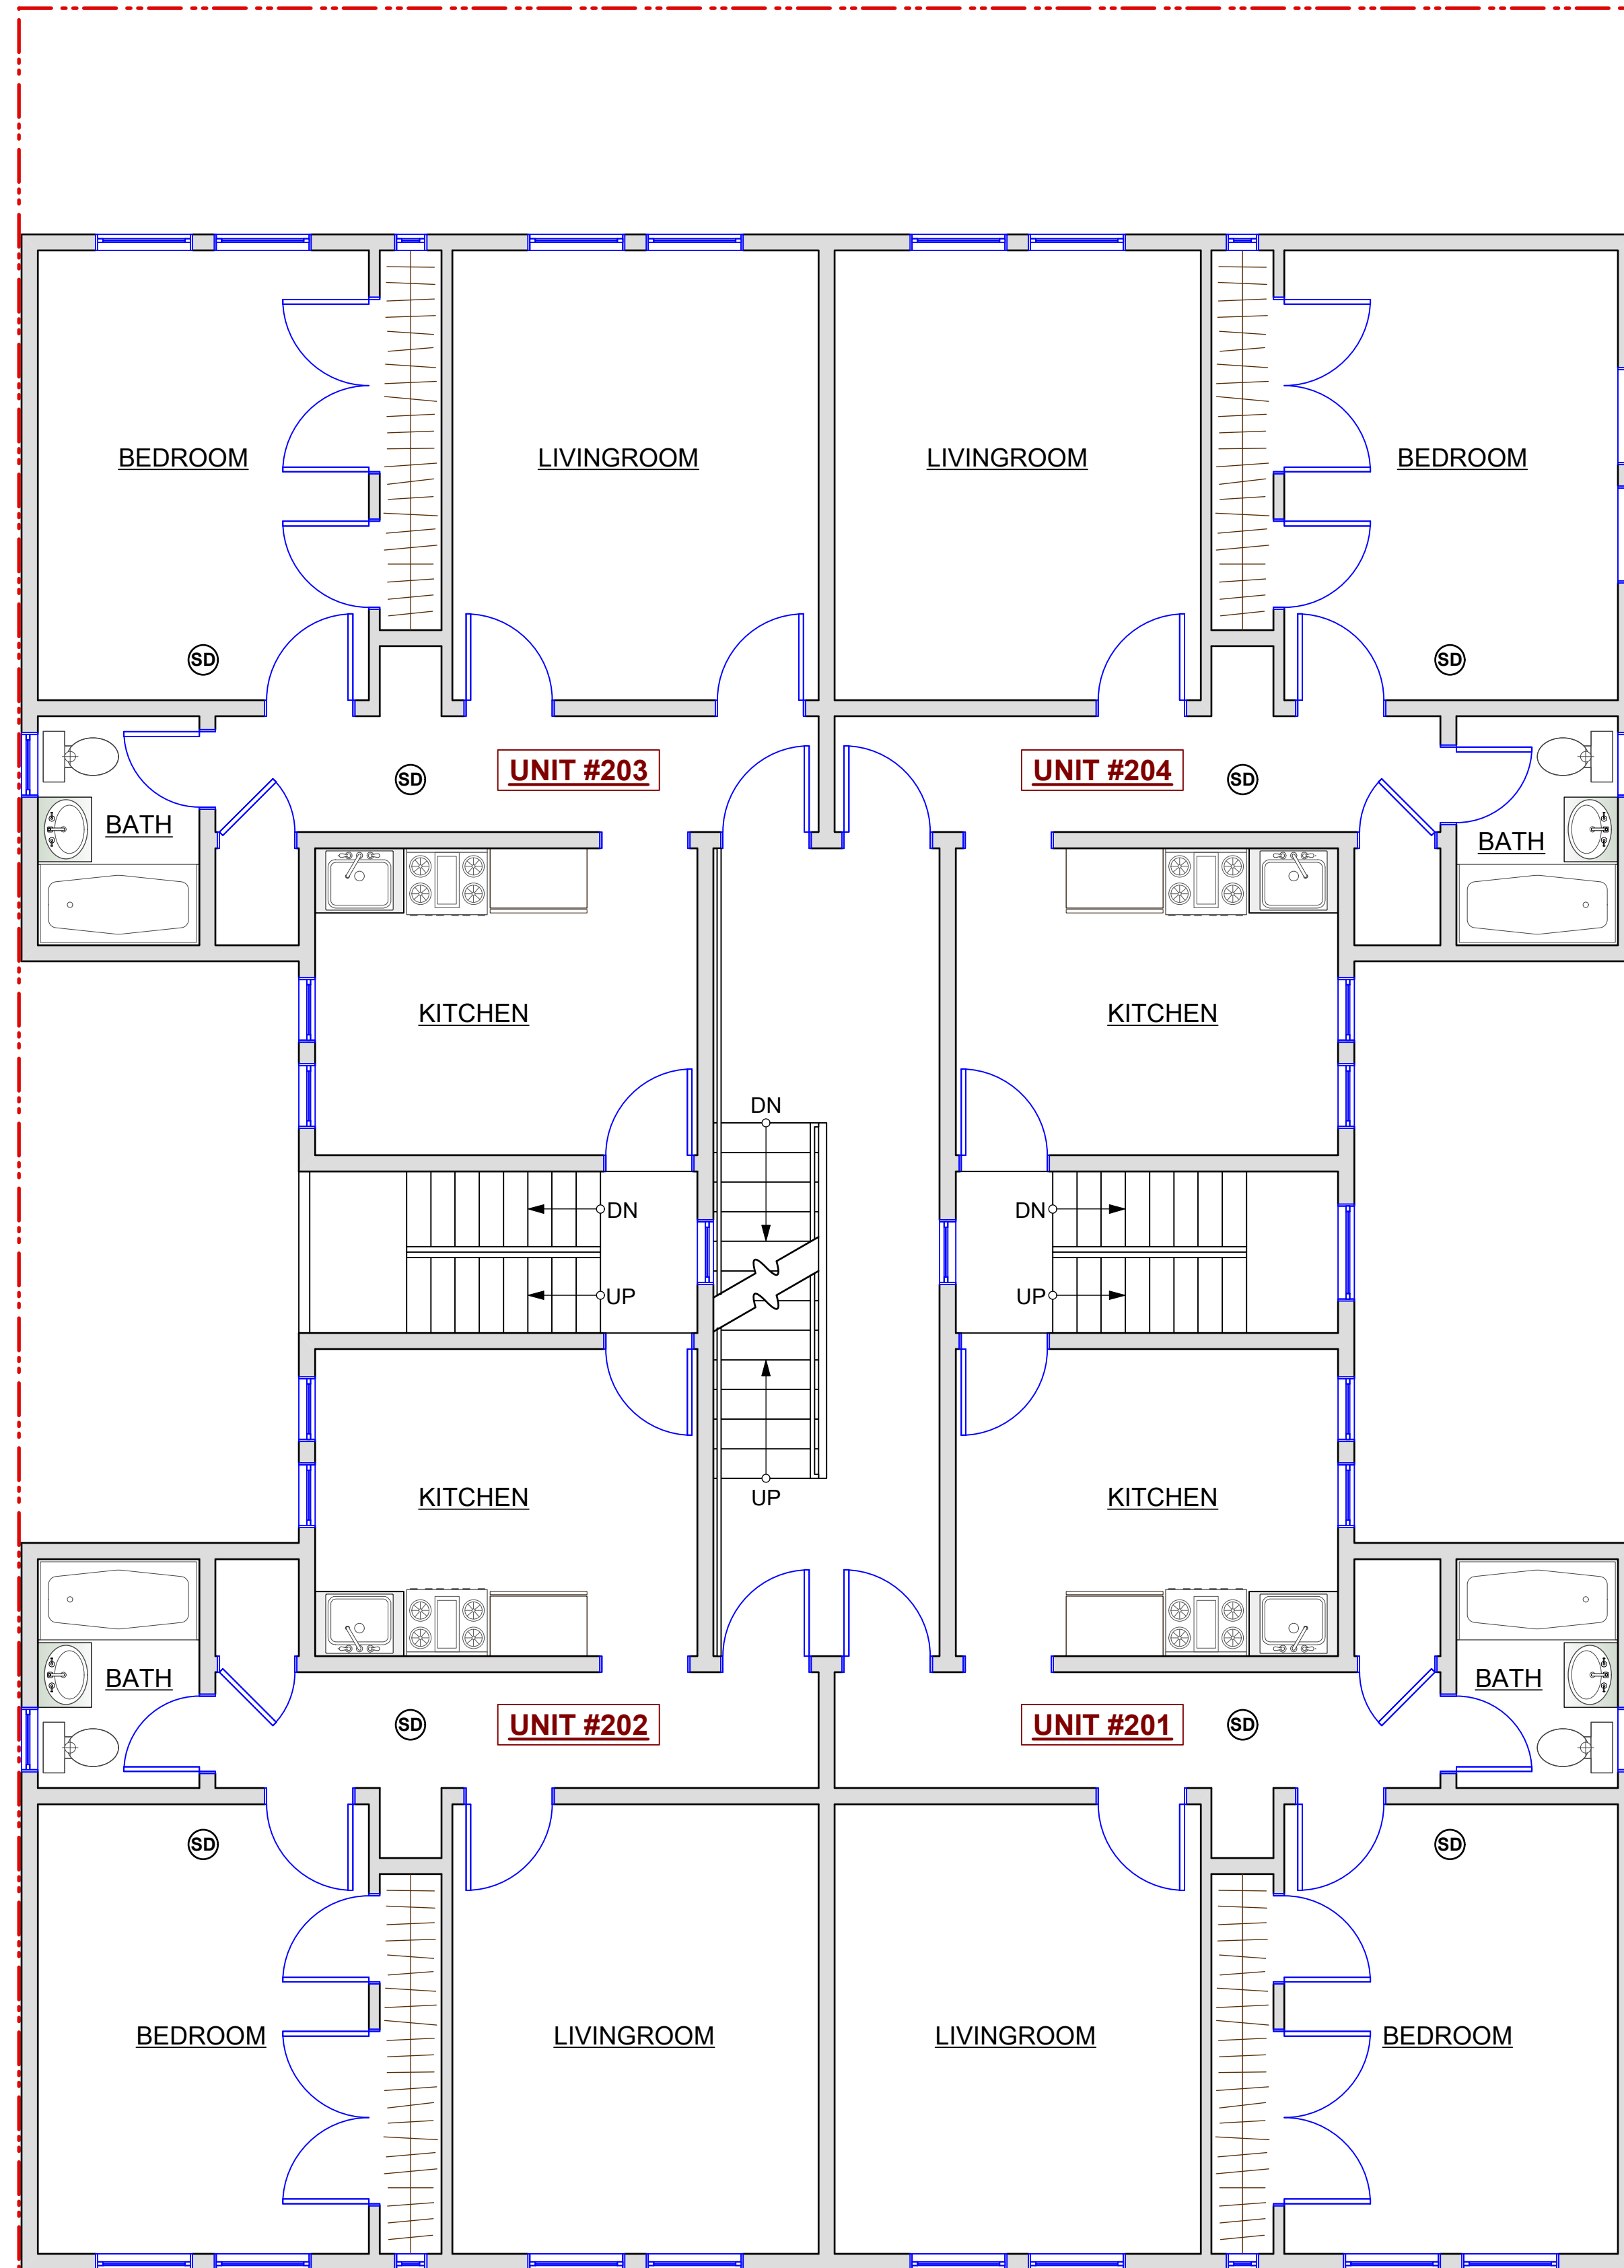 BEDROOM
LIVINGROOM
LIVINGROOM
BEDROOM
SD
SD
SD
UNIT #203
UNIT #204
SD
BATH
BATH
KITCHEN
KITCHEN
DN
DN
DN
UP
UP
KITCHEN
KITCHEN
UP
BATH
BATH
SD
UNIT #202
UNIT #201
SD
SD
SD
BEDROOM
LIVINGROOM
LIVINGROOM
BEDROOM